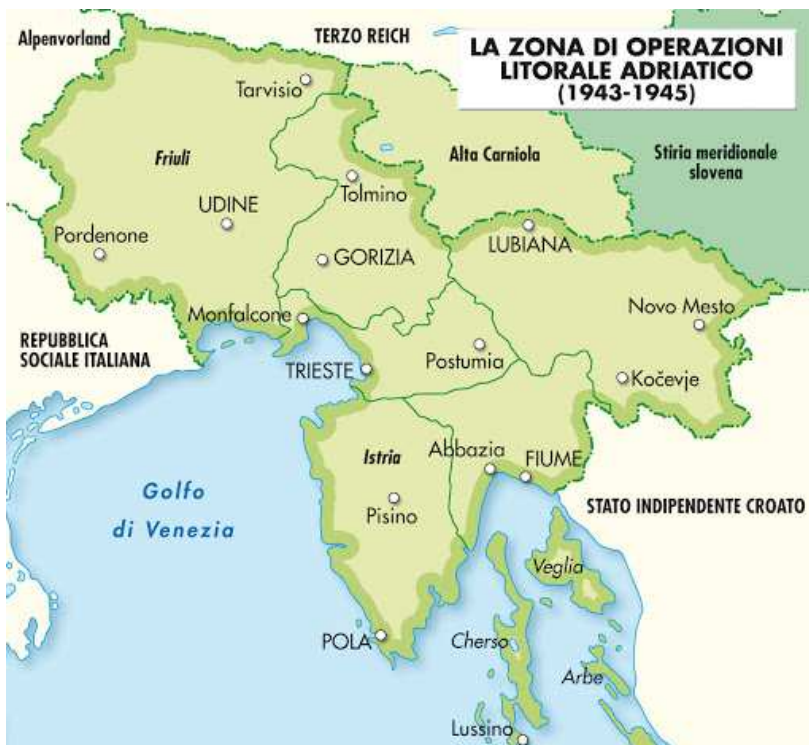 Alpenvorland
TERZO REICH
LA ZONA DI OPERAZIONI
LITORALE ADRIATICO
(1943-1945)
Tarvisio
Friuli
Alta Carniola
Stiria meridionale
slovena
Tolmino
UDINE
Pordenone
GORIZIA
LUBIANA
Monfalcone
Novo Mesto
REPUBBLICA
SOCIALE ITALIANA
TRIESTE
Postumia
Kočevje
Istria
Abbazia
FIUME
Golfo
di Venezia
Pisino
STATO INDIPENDENTE CROATO
Veglia
POLA
Cherso
Arbe
Lussino